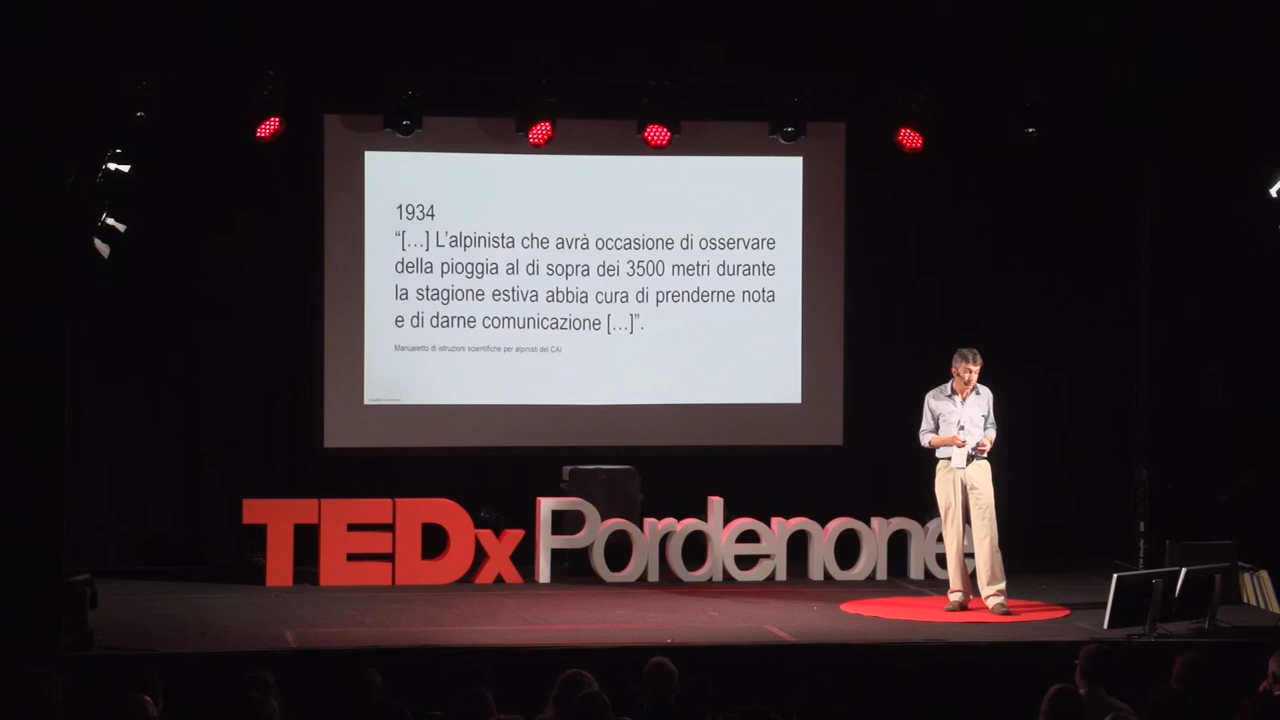 1934
“[…] L’alpinista che avrà occasione di osservare
della pioggia al di sopra dei 3500 metri durante
la stagione estiva abbia cura di prenderne nota
e di darne comunicazione […]”.
Manualetto di istruzioni scientifiche per alpinisti del CAI
TEDx Pordenone